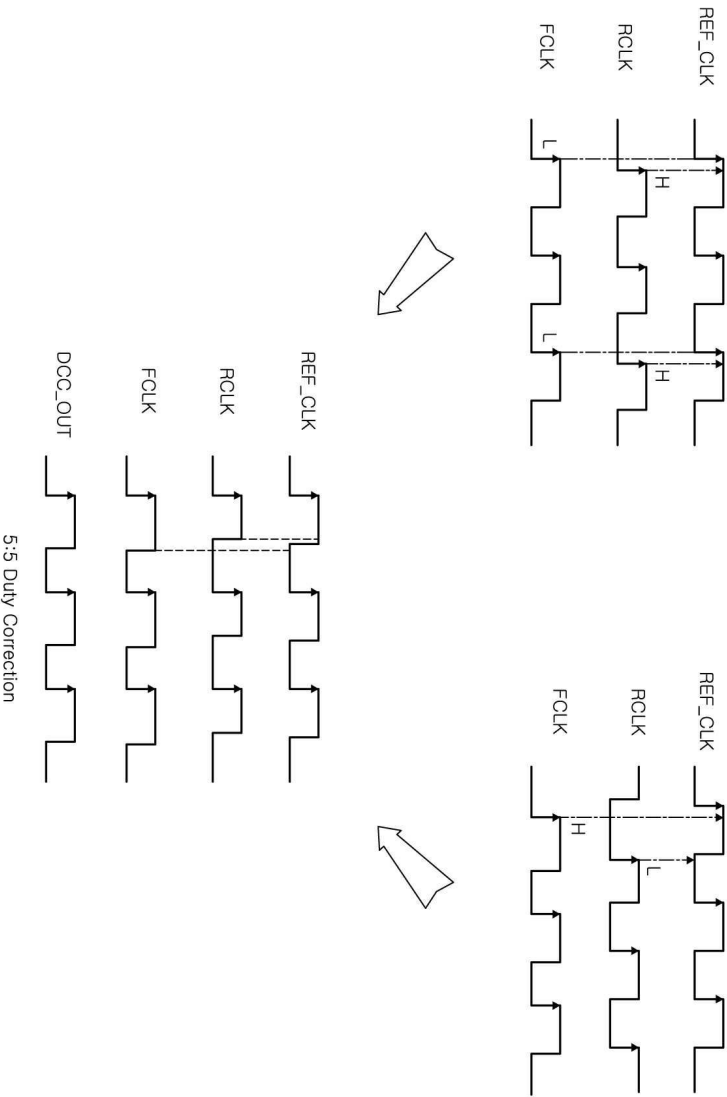 REF_CLK
RCLK
FCLK
H
H
L
L
REF_CLK
RCLK
FCLK
H
L
REF_CLK
RCLK
FCLK
DCC_OUT
5:5 Duty Correction